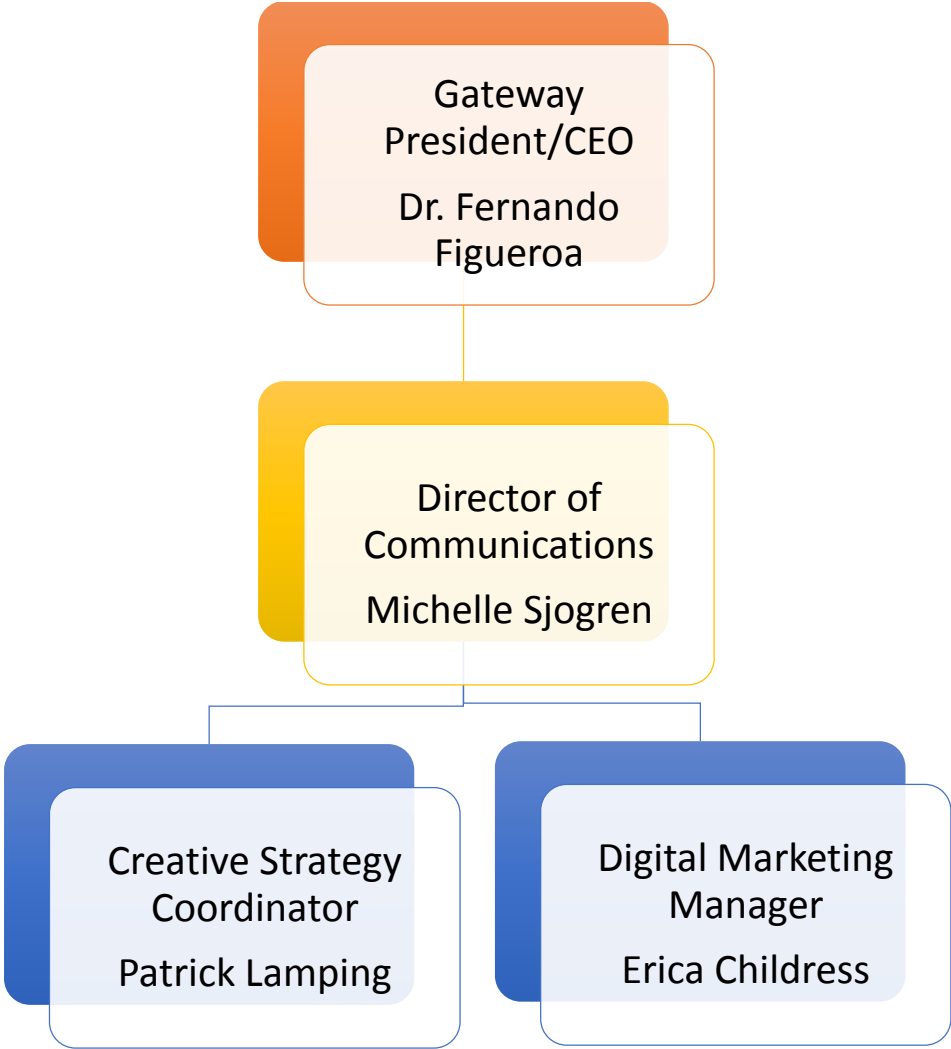 Gateway
President/CEO
Dr. Fernando
Figueroa
Director of
Communications
Michelle Sjogren
Creative Strategy
Coordinator
Patrick Lamping
Digital Marketing
Manager
Erica Childress